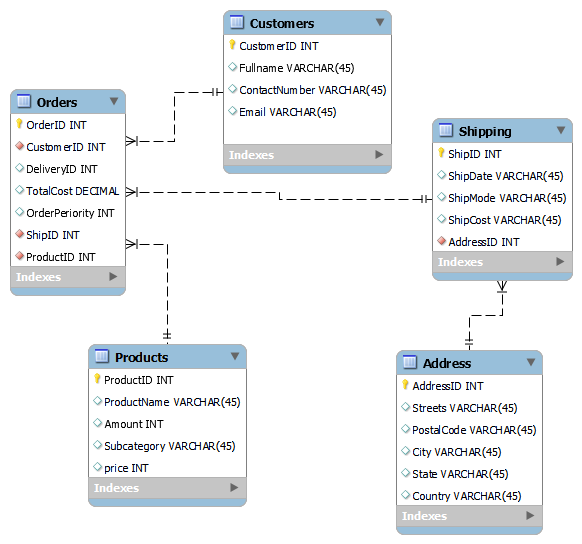 Customers
CustomerID INT
Fullname VARCHAR(45)
ContactNumber VARCHAR(45)
Email VARCHAR(45)
Indexes
Orders
OrderID INT
CustomerID INT
DeliveryID INT
TotalCost DECIMAL
OrderPeriority INT
ShipID INT
ProductID INT
Indexes
Shipping
ShipID INT
ShipDate VARCHAR(45)
ShipMode VARCHAR(45)
ShipCost VARCHAR(45)
AddressID INT
Indexes
Products
ProductID INT
ProductName VARCHAR(45)
Amount INT
Subcategory VARCHAR(45)
price INT
Indexes
Address
AddressID INT
Streets VARCHAR(45)
PostalCode VARCHAR(45)
City VARCHAR(45)
State VARCHAR(45)
Country VARCHAR(45)
Indexes